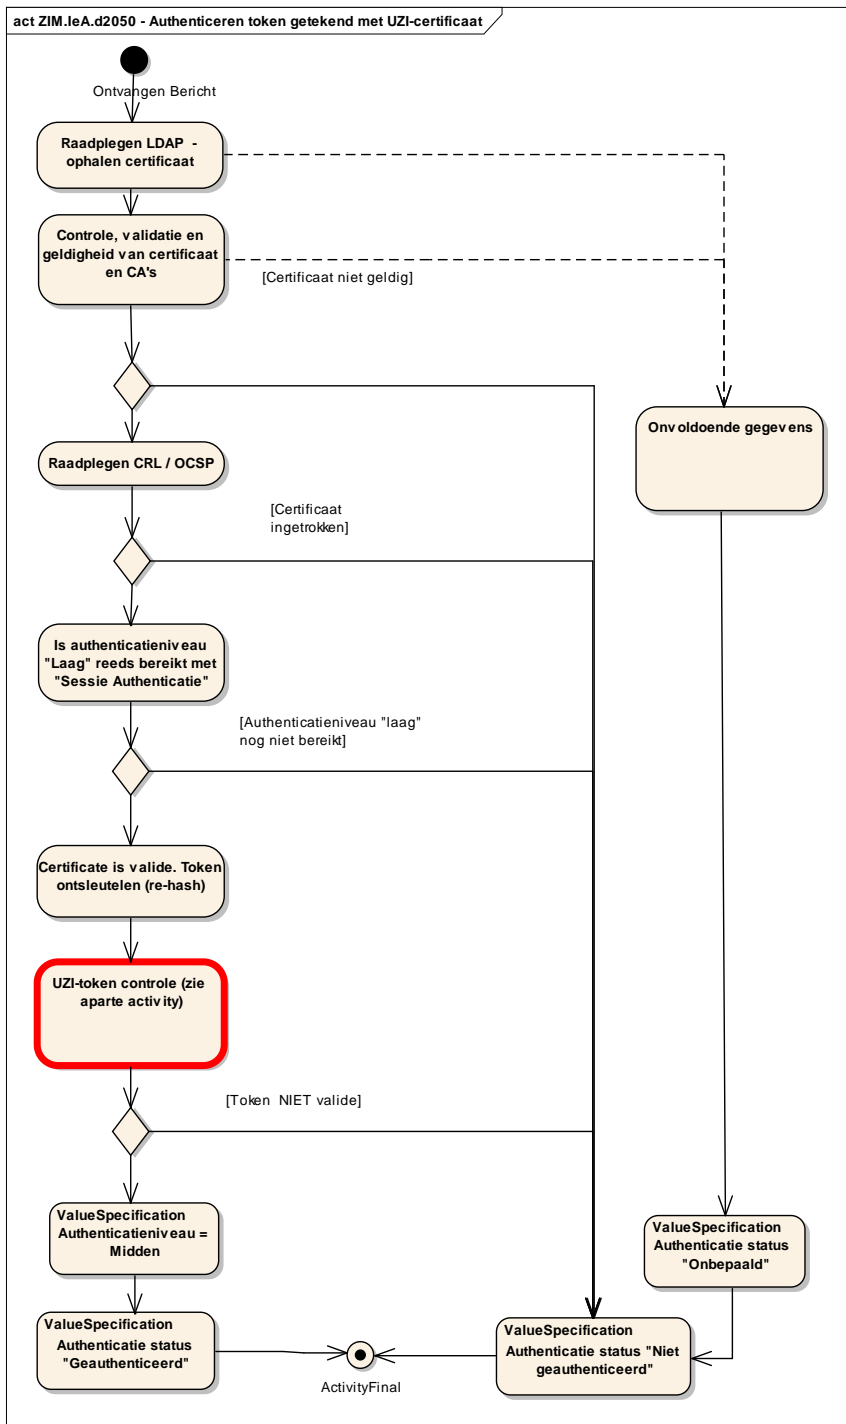 act ZIM.IeA.d2050 - Authenticeren token getekend met UZI-certificaat
Ontvangen Bericht
Raadplegen LDAP -
ophalen certificaat
Controle, validatie en
geldigheid van certificaat
en CA's
[Certificaat niet geldig]
Onvoldoende gegevens
Raadplegen CRL / OCSP
[Certificaat
ingetrokken]
Is authenticatieniveau
"Laag" reeds bereikt met
"Sessie Authenticatie"
[Authenticatieniveau "laag"
nog niet bereikt]
Certificate is valide. Token
ontsleutelen (re-hash)
UZI-token controle (zie
aparte activity)
[Token NIET valide]
ValueSpecification
Authenticatieniveau =
Midden
ValueSpecification
Authenticatie status
"Onbepaald"
ValueSpecification
Authenticatie status
"Geauthenticeerd"
ActivityFinal
ValueSpecification
Authenticatie status "Niet
geauthenticeerd"